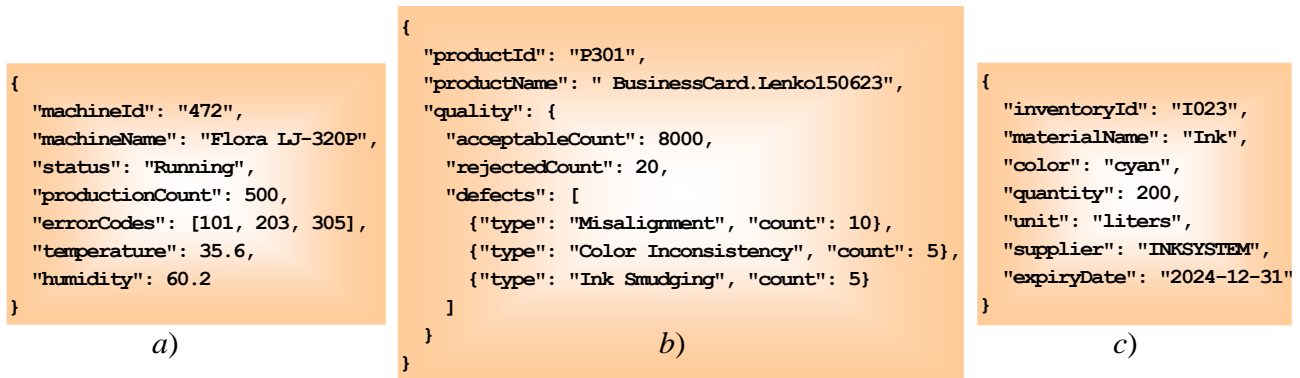 {
  "machineId": "472",
  "machineName": "Flora LJ-320P",
  "status": "Running",
  "productionCount": 500,
  "errorCodes": [101, 203, 305],
  "temperature": 35.6,
  "humidity": 60.2
}
a)
{
  "productId": "P301",
  "productName": " BusinessCard.Lenko150623",
  "quality": {
    "acceptableCount": 8000,
    "rejectedCount": 20,
    "defects": [
      {"type": "Misalignment", "count": 10},
      {"type": "Color Inconsistency", "count": 5},
      {"type": "Ink Smudging", "count": 5}
    ]
  }
}
b)
{
  "inventoryId": "I023",
  "materialName": "Ink",
  "color": "cyan",
  "quantity": 200,
  "unit": "liters",
  "supplier": "INKSYSTEM",
  "expiryDate": "2024-12-31"
}
c)